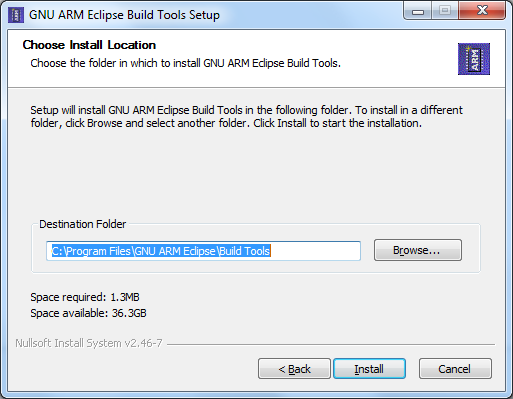 GNU ARM Eclipse Build Tools Setup
Choose Install Location
Choose the folder in which to install GNU ARM Eclipse Build Tools.
ARM
Setup will install GNU ARM Eclipse Build Tools in the following folder. To install in a different
folder, click Browse and select another folder. Click Install to start the installation.
Destination Folder
C:\Program Files\GNU ARM Eclipse\Build Tools
Browse...
Space required: 1.3MB
Space available: 36.3GB
Nullsoft Install System v2.46-7
< Back Install Cancel